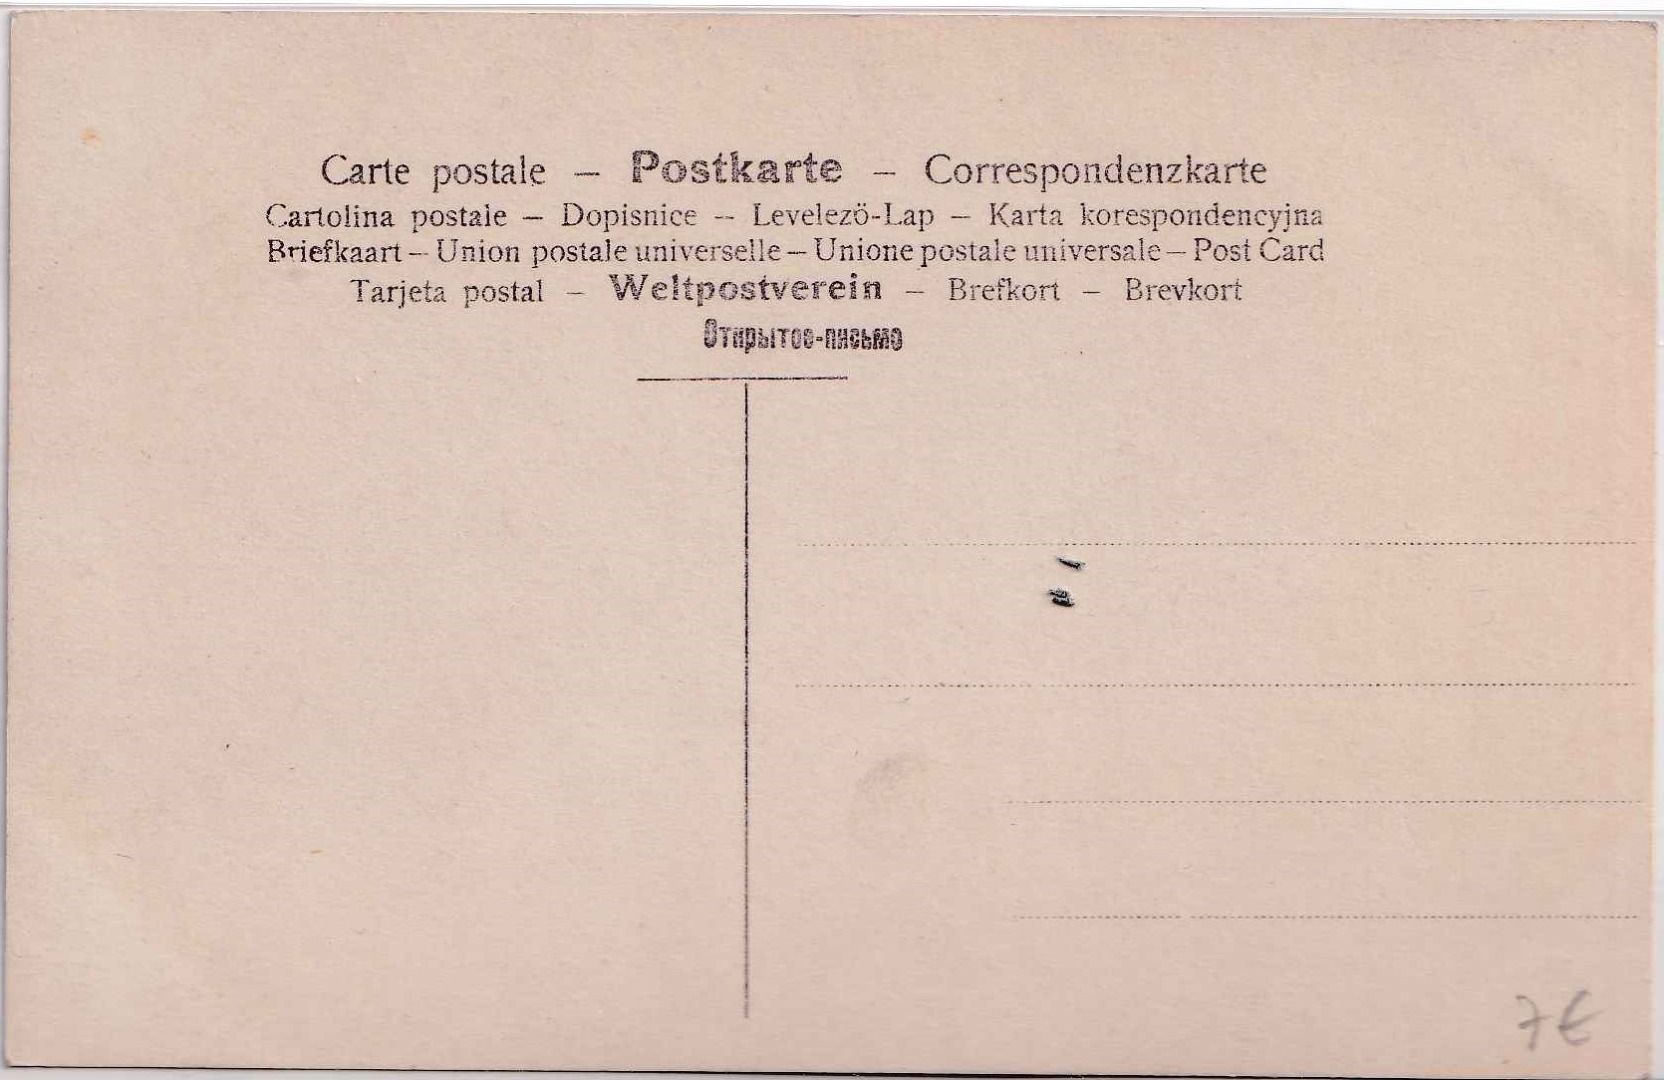 Carte postale — Postkarte — Correspondenzkarte
Cartolina postale — Dopisnice — Levelezö-Lap — Karta korespondencyjna
Briefkaart — Union postale universelle — Unione postale universale — Post Card
Tarjeta postal — Weltpostverein — Brefkort — Brevkort
Открытое-письмо
7€